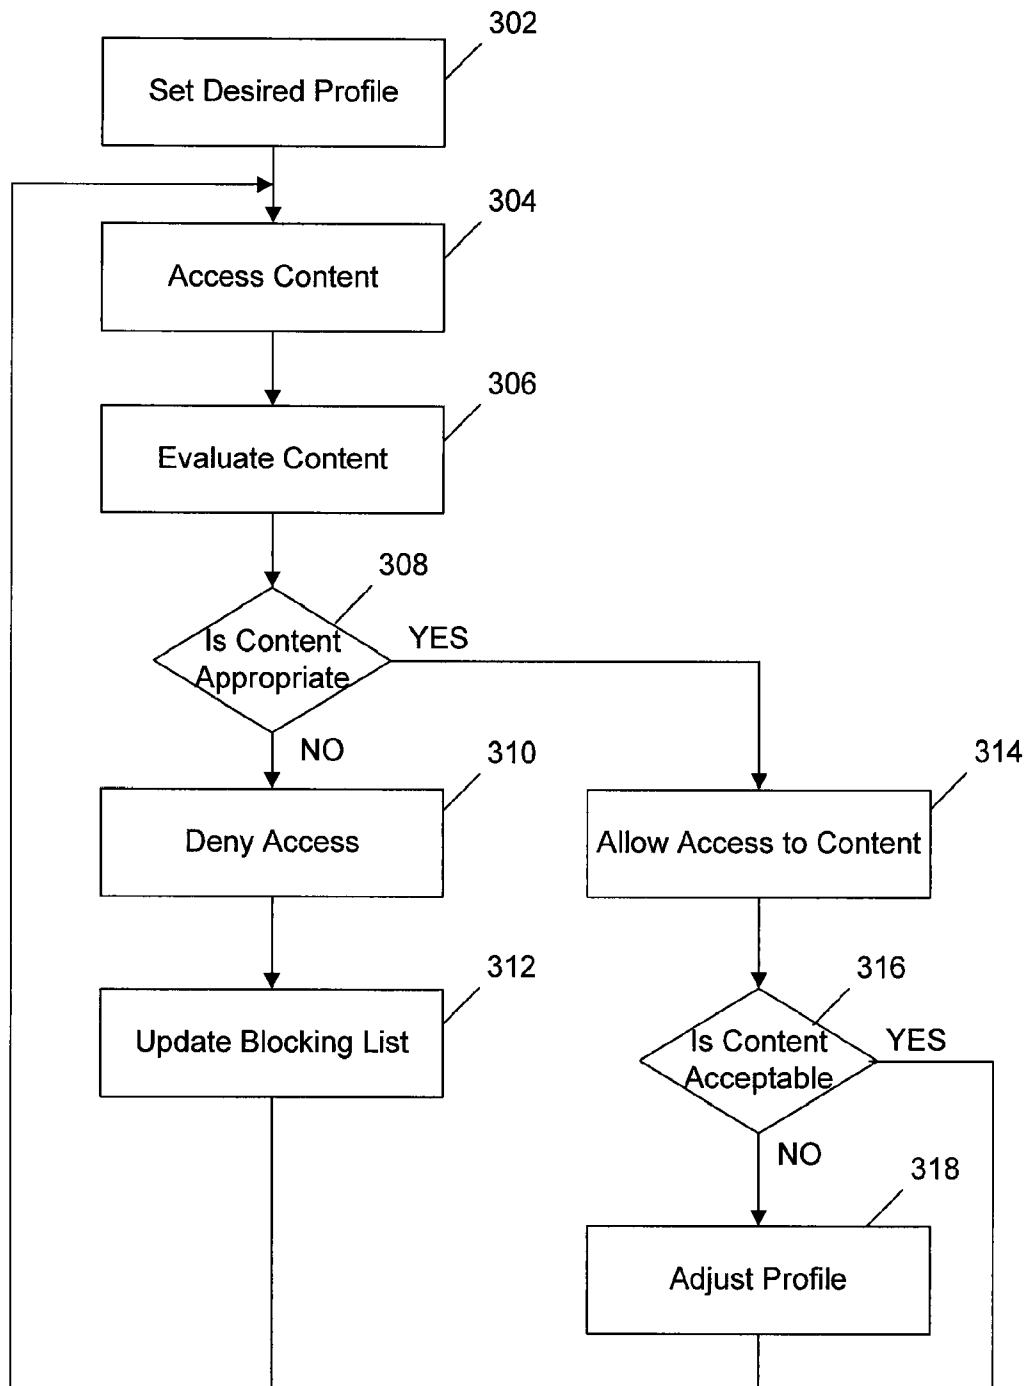 302
Set Desired Profile
304
Access Content
306
Evaluate Content
308
Is Content
Appropriate
YES
NO
310
Deny Access
314
Allow Access to Content
312
Update Blocking List
316
Is Content
Acceptable
YES
NO
318
Adjust Profile